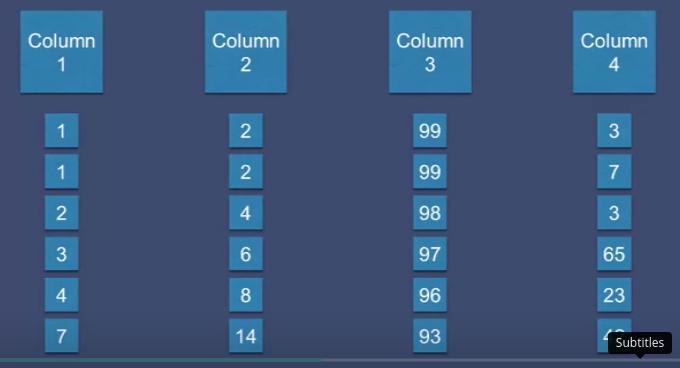 Column 1
Column 2
Column 3
Column 4
1 2 99 3
1 2 99 7
2 4 98 3
3 6 97 65
4 8 96 23
7 14 93
Subtitles